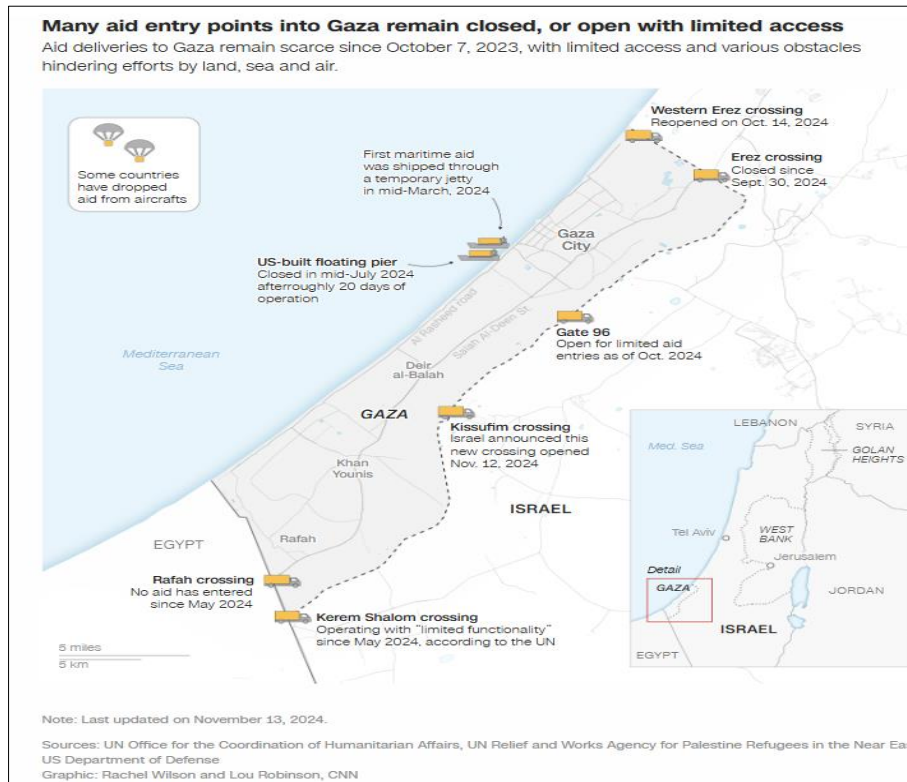 Many aid entry points into Gaza remain closed, or open with limited access
Aid deliveries to Gaza remain scarce since October 7, 2023, with limited access and various obstacles
hindering efforts by land, sea and air.
Some countries
have dropped
aid from aircrafts
First maritime aid
was shipped through
a temporary jetty
in mid-March, 2024
Western Erez crossing
Reopened on Oct. 14, 2024
Erez crossing
Closed since
Sept. 30, 2024
Gaza
City
US-built floating pier
Closed in mid-July 2024
afterroughly 20 days of
operation
Al Rasheed road
Salah Al-Deen St.
Gate 96
Open for limited aid
entries as of Oct. 2024
Mediterranean
Sea
Deir
al-Balah
GAZA
Kissufim crossing
Israel announced this
new crossing opened
Nov. 12, 2024
Khan
Younis
ISRAEL
Rafah
EGYPT
Rafah crossing
No aid has entered
since May 2024
Kerem Shalom crossing
Operating with "limited functionality"
since May 2024, according to the UN
5 miles
5 km
LEBANON
SYRIA
Med. Sea
GOLAN
HEIGHTS
Tel Aviv
WEST
BANK
Jerusalem
Detail
GAZA
JORDAN
ISRAEL
EGYPT
Note: Last updated on November 13, 2024.
Sources: UN Office for the Coordination of Humanitarian Affairs, UN Relief and Works Agency for Palestine Refugees in the Near Ea
US Department of Defense
Graphic: Rachel Wilson and Lou Robinson, CNN